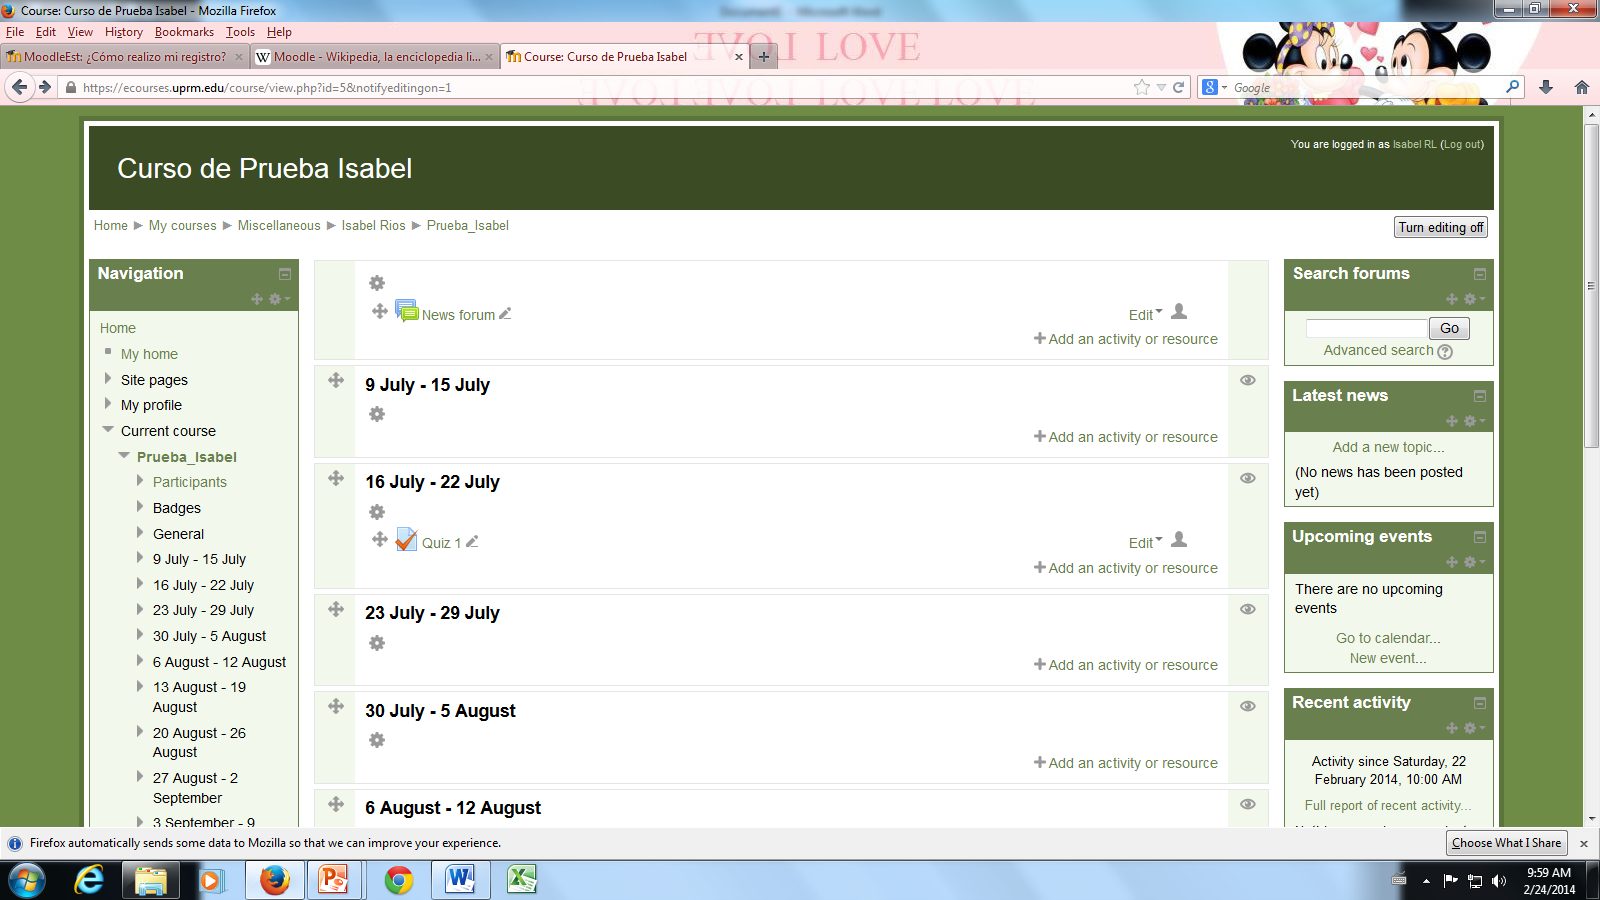 Course: Curso de Prueba Isabel - Mozilla Firefox
File Edit View History Bookmarks Tools Help
MoodleEst: ¿Cómo realizo mi registro?
Moodle - Wikipedia, la enciclopedia li...
Course: Curso de Prueba Isabel
I LOVE
https://ecourses.uprm.edu/course/view.php?id=5&notifyeditingon=1
Google
Curso de Prueba Isabel
You are logged in as Isabel RL (Log out)
Home ► My courses ► Miscellaneous ► Isabel Rios ► Prueba_Isabel
Turn editing off
Navigation
Home
My home
Site pages
My profile
Current course
Prueba_Isabel
Participants
Badges
General
9 July - 15 July
16 July - 22 July
23 July - 29 July
30 July - 5 August
6 August - 12 August
13 August - 19
August
20 August - 26
August
27 August - 2
September
3 September - 9
News forum
Edit
Add an activity or resource
9 July - 15 July
Add an activity or resource
16 July - 22 July
Quiz 1
Edit
Add an activity or resource
23 July - 29 July
Add an activity or resource
30 July - 5 August
Add an activity or resource
6 August - 12 August
Search forums
Go
Advanced search
Latest news
Add a new topic...
(No news has been posted
yet)
Upcoming events
There are no upcoming
events
Go to calendar...
New event...
Recent activity
Activity since Saturday, 22
February 2014, 10:00 AM
Full report of recent activity...
Firefox automatically sends some data to Mozilla so that we can improve your experience.
Choose What I Share
9:59 AM
2/24/2014